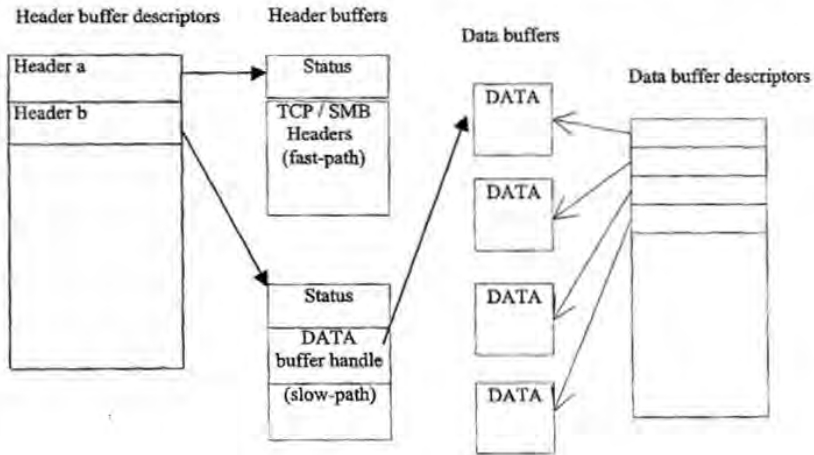 Header buffer descriptors
Header buffers
Data buffers
Data buffer descriptors
Header a
Header b
Status
TCP / SMB
Headers
(fast-path)
Status
DATA
buffer handle
(slow-path)
DATA
DATA
DATA
DATA